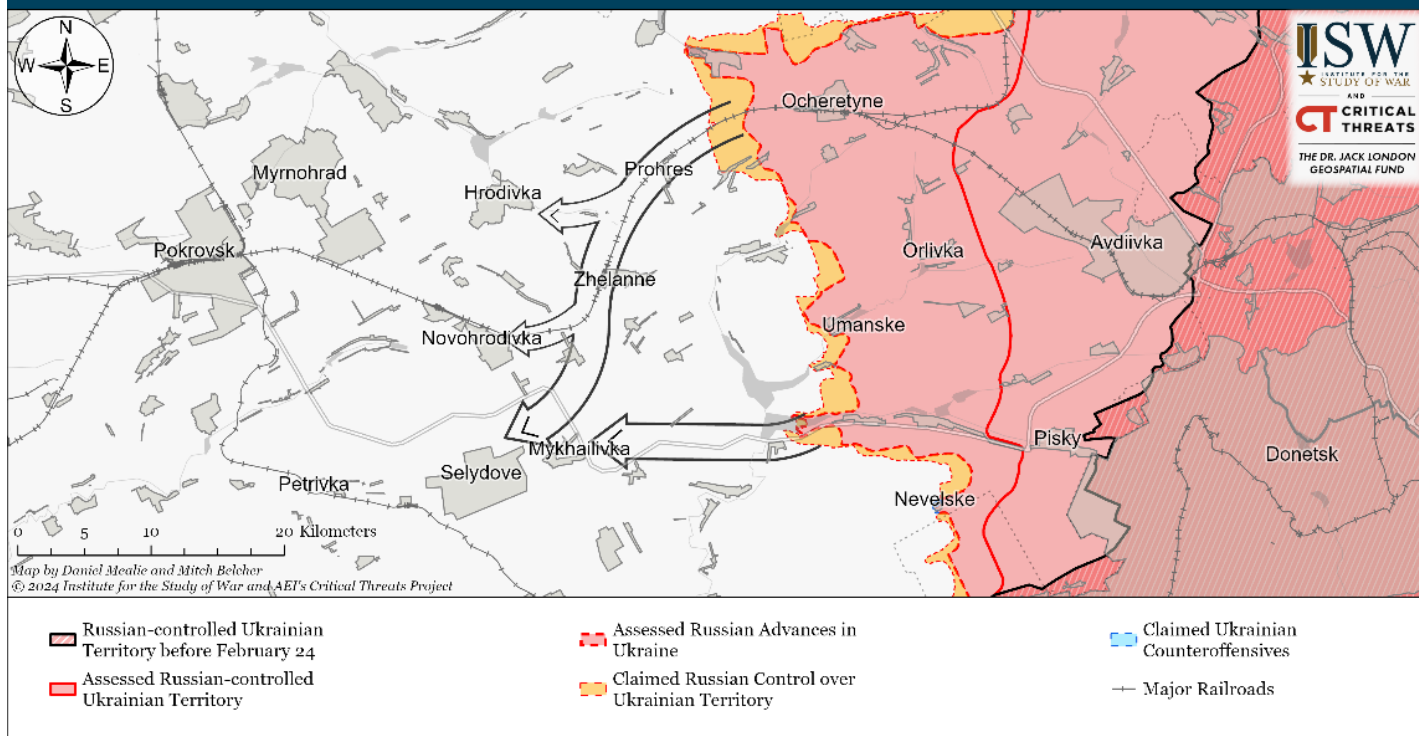 N
W E
S
ISW
INSTITUTE FOR THE
STUDY OF WAR
AND
CT CRITICAL
THREATS
THE DR. JACK LONDON
GEOSPATIAL FUND
Ocheretyne
Myrnohrad
Prohres
Hrodivka
Pokrovsk
Orlivka
Avdiivka
Zhelanne
Umanske
Novohrodivka
Mykhailivka
Pisky
Donetsk
Selydove
Petrivka
Nevelske
0 5 10 20 Kilometers
Map by Daniel Mealie and Mitch Belcher
© 2024 Institute for the Study of War and AEI's Critical Threats Project
Russian-controlled Ukrainian
Territory before February 24
Assessed Russian-controlled
Ukrainian Territory
Assessed Russian Advances in
Ukraine
Claimed Russian Control over
Ukrainian Territory
Claimed Ukrainian
Counteroffensives
Major Railroads